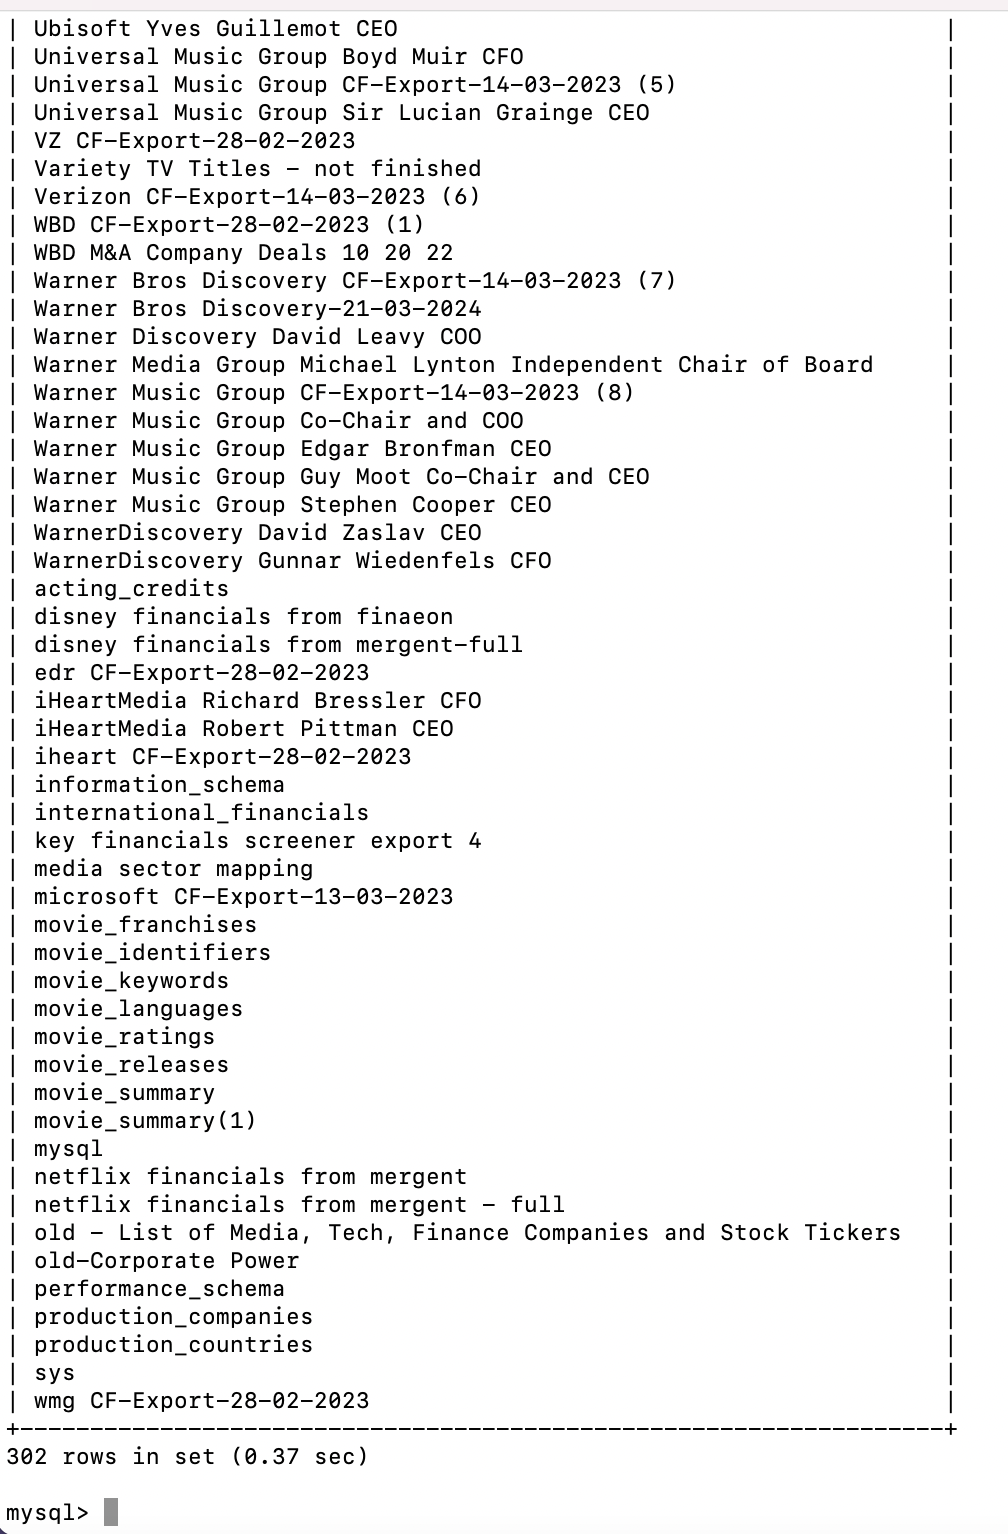 | Ubisoft Yves Guillemot CEO |
| Universal Music Group Boyd Muir CFO |
| Universal Music Group CF-Export-14-03-2023 (5) |
| Universal Music Group Sir Lucian Grainge CEO |
| VZ CF-Export-28-02-2023 |
| Variety TV Titles - not finished |
| Verizon CF-Export-14-03-2023 (6) |
| WBD CF-Export-28-02-2023 (1) |
| WBD M&A Company Deals 10 20 22 |
| Warner Bros Discovery CF-Export-14-03-2023 (7) |
| Warner Bros Discovery-21-03-2024 |
| Warner Discovery David Leavy COO |
| Warner Media Group Michael Lynton Independent Chair of Board |
| Warner Music Group CF-Export-14-03-2023 (8) |
| Warner Music Group Co-Chair and COO |
| Warner Music Group Edgar Bronfman CEO |
| Warner Music Group Guy Moot Co-Chair and CEO |
| Warner Music Group Stephen Cooper CEO |
| WarnerDiscovery David Zaslav CEO |
| WarnerDiscovery Gunnar Wiedenfels CFO |
| acting_credits |
| disney financials from finaeon |
| disney financials from mergent-full |
| edr CF-Export-28-02-2023 |
| iHeartMedia Richard Bressler CFO |
| iHeartMedia Robert Pittman CEO |
| iheart CF-Export-28-02-2023 |
| information_schema |
| international_financials |
| key financials screener export 4 |
| media sector mapping |
| microsoft CF-Export-13-03-2023 |
| movie_franchises |
| movie_identifiers |
| movie_keywords |
| movie_languages |
| movie_ratings |
| movie_releases |
| movie_summary |
| movie_summary(1) |
| mysql |
| netflix financials from mergent |
| netflix financials from mergent - full |
| old - List of Media, Tech, Finance Companies and Stock Tickers |
| old-Corporate Power |
| performance_schema |
| production_companies |
| production_countries |
| sys |
| wmg CF-Export-28-02-2023 |
+------------------------------------------------------------------+
302 rows in set (0.37 sec)
mysql>